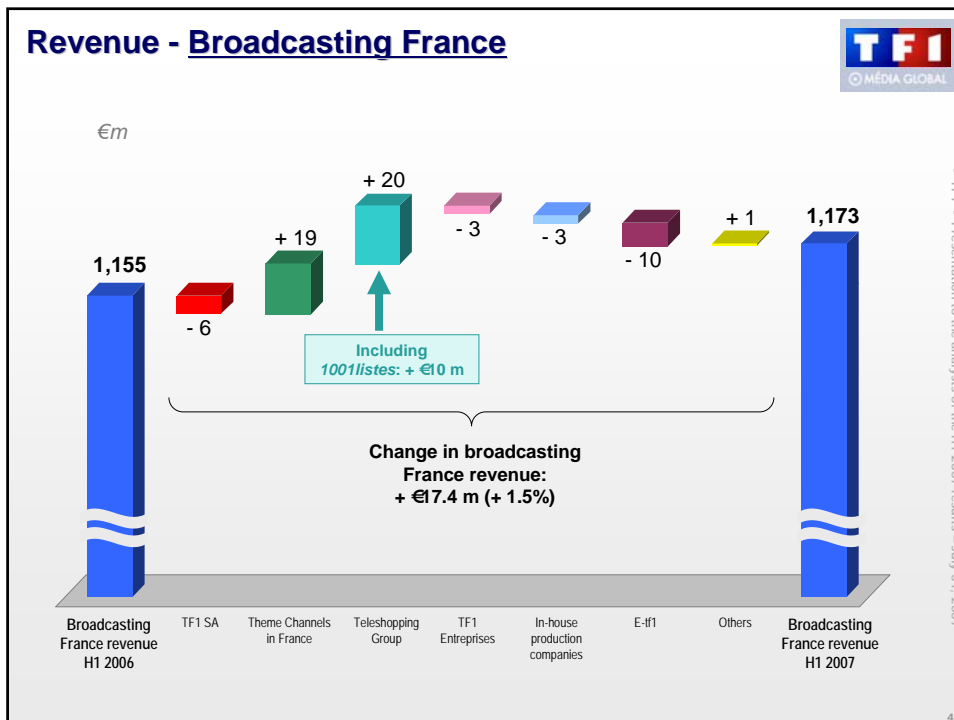 Revenue - Broadcasting France
TF1
MÉDIA GLOBAL
€m
1,155
- 6
+ 19
+ 20
- 3
- 3
- 10
+ 1
1,173
Including
1001listes: + €10 m
Change in broadcasting
France revenue:
+ €17.4 m (+ 1.5%)
Broadcasting
France revenue
H1 2006
TF1 SA
Theme Channels
in France
Teleshopping
Group
TF1
Entreprises
In-house
production
companies
E-tf1
Others
Broadcasting
France revenue
H1 2007
4